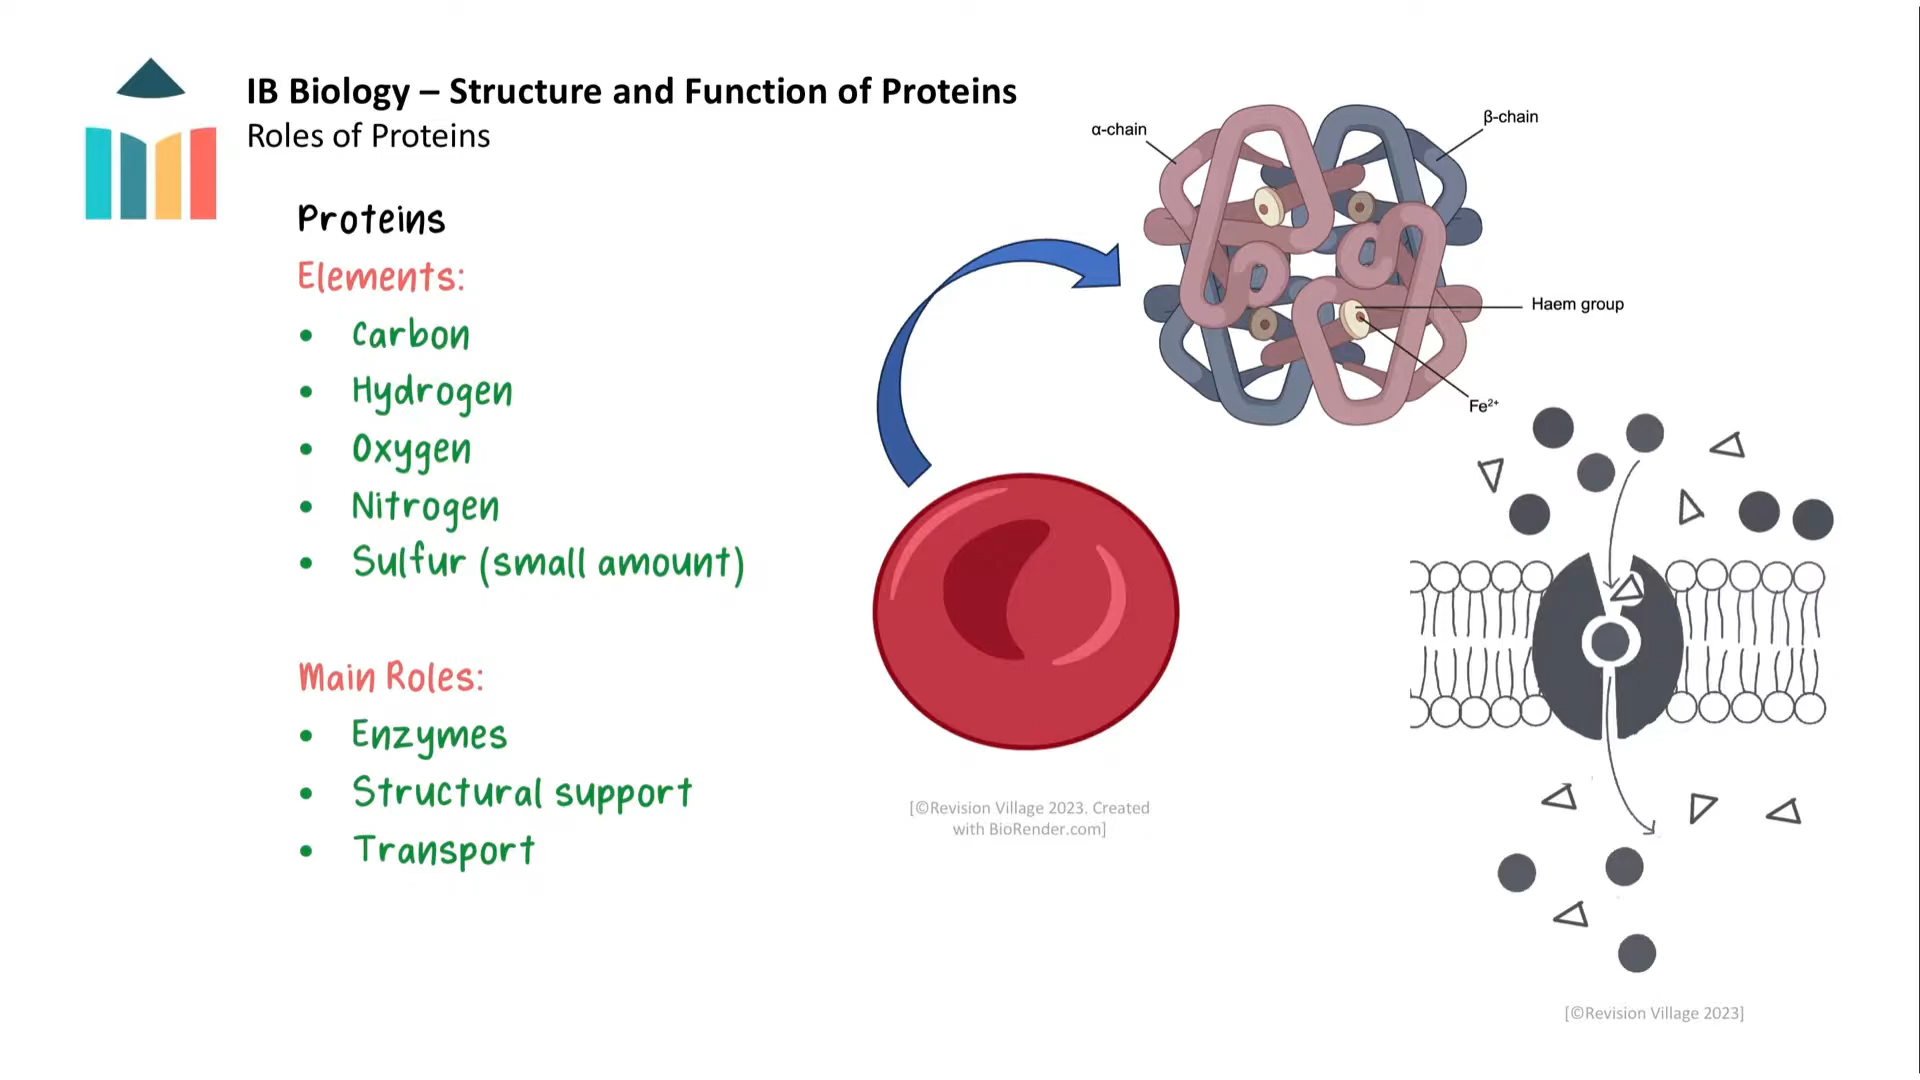 IB Biology – Structure and Function of Proteins
Roles of Proteins
Proteins
Elements:
• Carbon
• Hydrogen
• Oxygen
• Nitrogen
• Sulfur (small amount)
Main Roles:
• Enzymes
• Structural support
• Transport
α-chain
β-chain
Haem group
Fe²⁺
[©Revision Village 2023. Created
with BioRender.com]
[©Revision Village 2023]